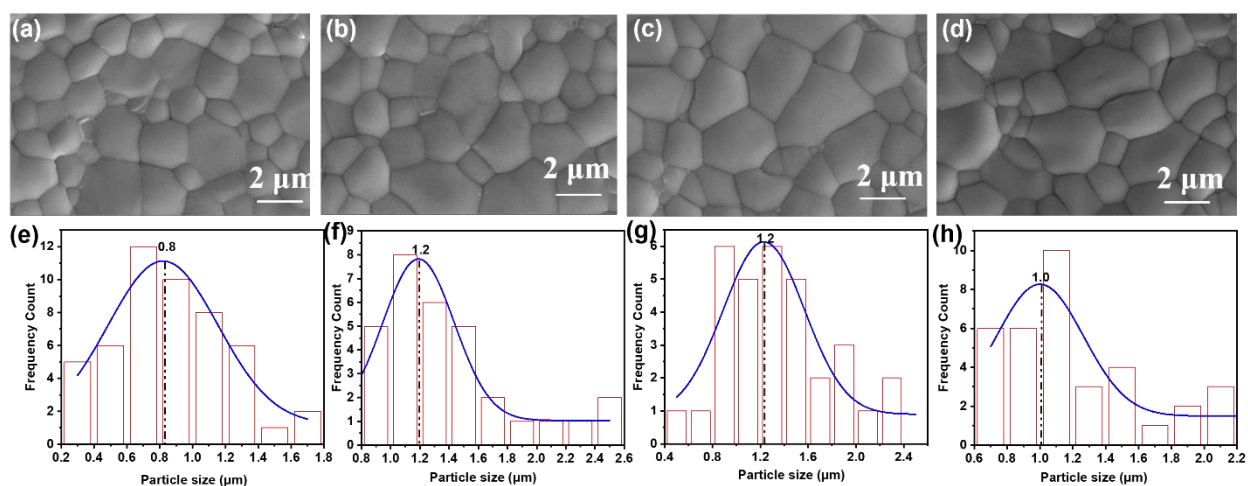 (a)
2 μm
(b)
2 μm
(c)
2 μm
(d)
2 μm
(e)
0.8
12
10
8
6
4
2
0
Frequency Count
0.2 0.4 0.6 0.8 1.0 1.2 1.4 1.6 1.8
Particle size (μm)
(f)
1.2
9
8
7
6
5
4
3
2
1
0
Frequency Count
0.8 1.0 1.2 1.4 1.6 1.8 2.0 2.2 2.4 2.6
Particle size (μm)
(g)
1.2
6
5
4
3
2
1
0
Frequency Count
0.4 0.8 1.2 1.6 2.0 2.4
Particle size (μm)
(h)
1.0
10
8
6
4
2
0
Frequency Count
0.6 0.8 1.0 1.2 1.4 1.6 1.8 2.0 2.2
Particle size (μm)